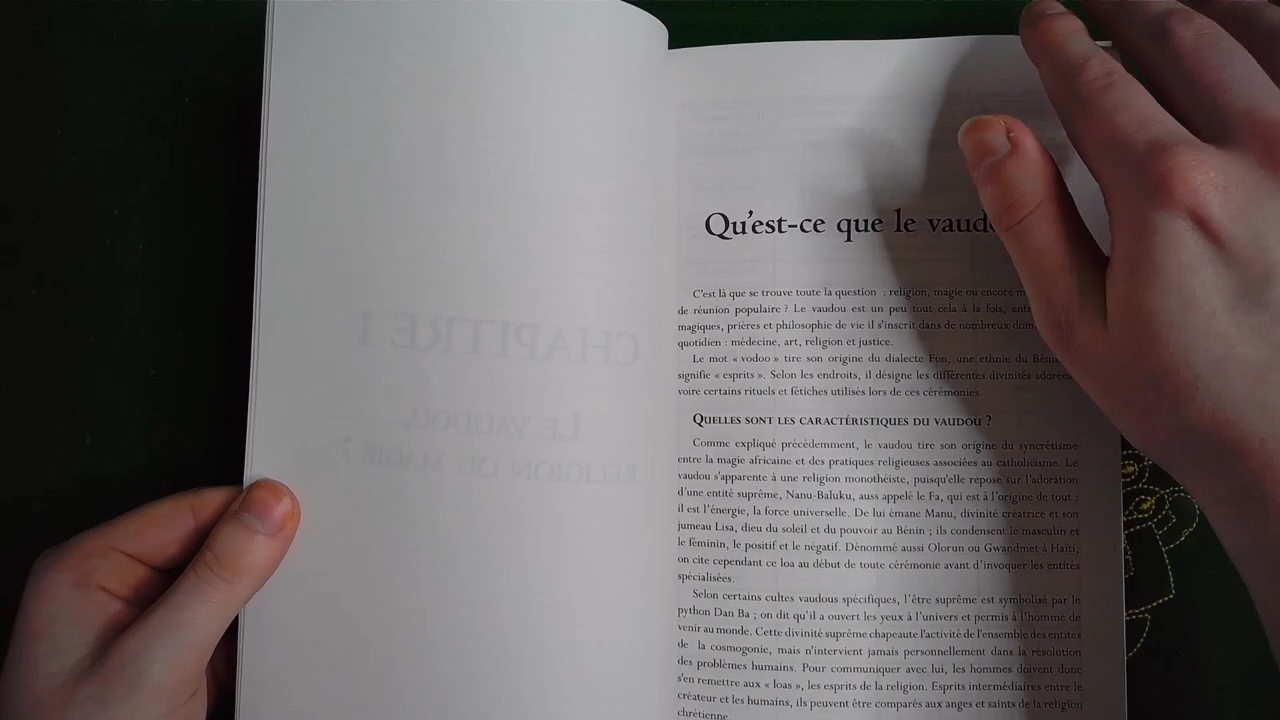 CHAPITRE I
LE VAUDOU,
RELIGION OU MAGIE ?
Qu'est-ce que le
C'est là que se trouve toute la question : religion, magie ou encore
de réunion populaire ? Le vaudou est un peu tout cela à la fois,
magiques, prières et philosophie de vie il s'inscrit dans de nombreux
quotidien : médecine, art, religion et justice.
Le mot « vodoo » tire son origine du dialecte Fon, une ethnie du
signifie « esprits ». Selon les endroits, il désigne les différentes divinités adorées,
voire certains rituels et fétiches utilisés lors de ces cérémonies.
QUELLES SONT LES CARACTÉRISTIQUES DU VAUDOU ?
Comme expliqué précédemment, le vaudou tire son origine du syncrétisme
entre la magie africaine et des pratiques religieuses associées au catholicisme. Le
vaudou s'apparente à une religion monothéiste, puisqu'elle repose sur l'adoration
d'une entité suprême, Nanu-Baluku, auss appelé le Fa, qui est à l'origine de tout :
il est l'énergie, la force universelle. De lui émane Manu, divinité créatrice et son
jumeau Lisa, dieu du soleil et du pouvoir au Bénin ; ils condensent le masculin et
le féminin, le positif et le négatif. Dénommé aussi Olorun ou Gwandmet à Haïti,
on cite cependant ce loa au début de toute cérémonie avant d'invoquer les entités
spécialisées.
Selon certains cultes vaudous spécifiques, l'être suprême est symbolisé par le
python Dan Ba ; on dit qu'il a ouvert les yeux à l'univers et permis à l'homme de
venir au monde. Cette divinité suprême chapeaute l'activité de l'ensemble des entités
de la cosmogonie, mais n'intervient jamais personnellement dans la résolution
des problèmes humains. Pour communiquer avec lui, les hommes doivent donc
s'en remettre aux « loas », les esprits de la religion. Esprits intermédiaires entre le
créateur et les humains, ils peuvent être comparés aux anges et saints de la religion
chrétienne.